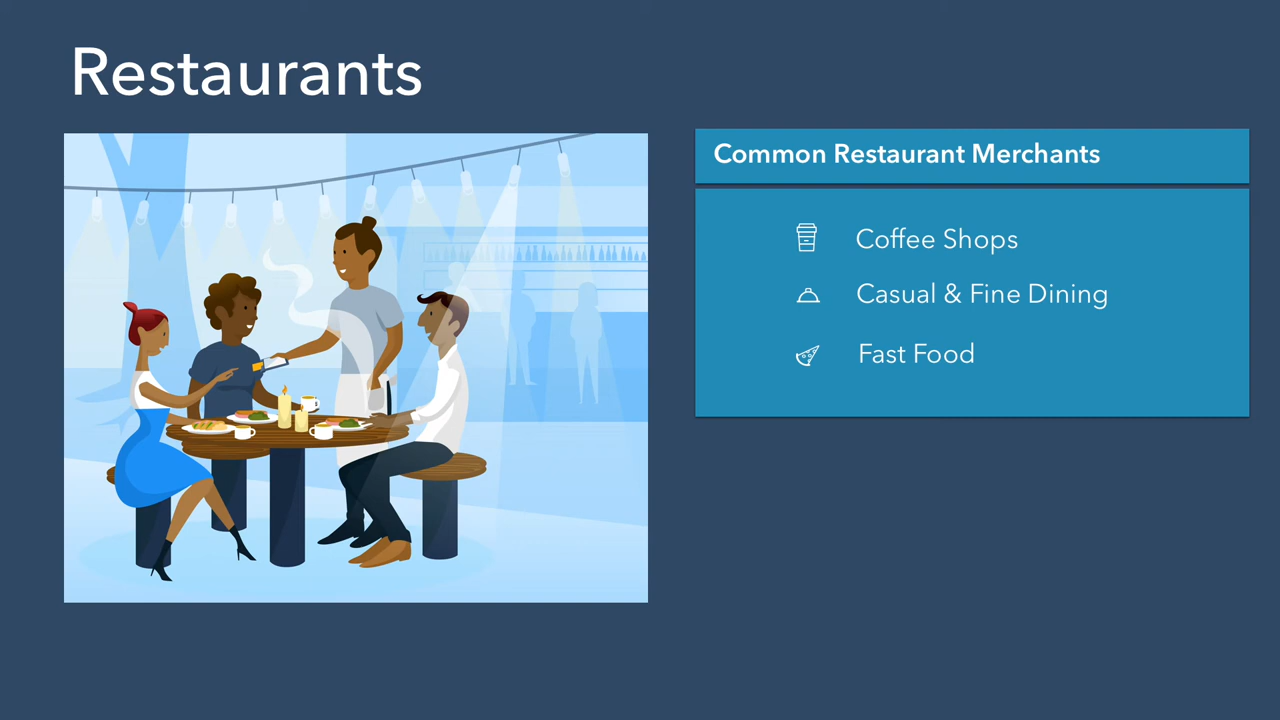 Restaurants
Common Restaurant Merchants
Coffee Shops
Casual & Fine Dining
Fast Food